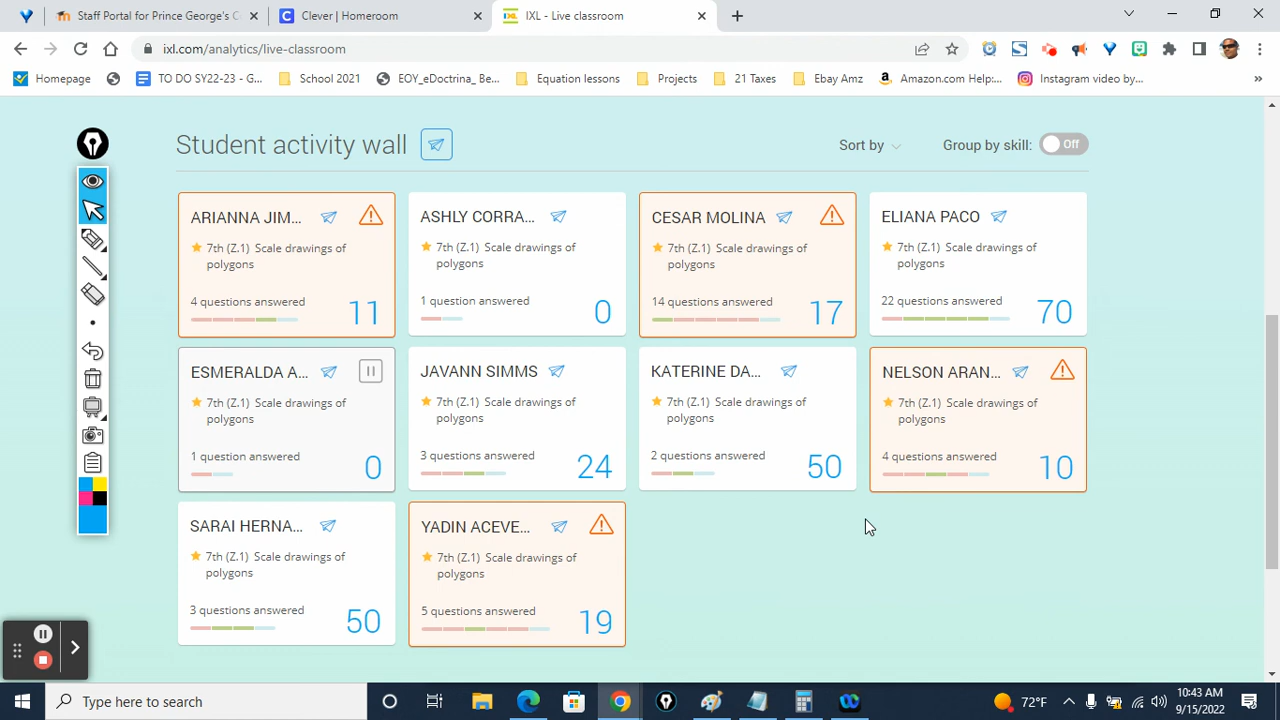 Staff Portal for Prince George's C
Clever | Homeroom
IXL - Live classroom
ixl.com/analytics/live-classroom
Homepage
TO DO SY22-23 - G...
School 2021
EOY_eDoctrina_ Be...
Equation lessons
Projects
21 Taxes
Ebay Amz
Amazon.com Help:...
Instagram video by...
»
Student activity wall
Sort by
Group by skill:
Off
ARIANNA JIM...
7th (Z.1) Scale drawings of
polygons
4 questions answered
11
ASHLY CORRA...
7th (Z.1) Scale drawings of
polygons
1 question answered
0
CESAR MOLINA
7th (Z.1) Scale drawings of
polygons
14 questions answered
17
ELIANA PACO
7th (Z.1) Scale drawings of
polygons
22 questions answered
70
ESMERALDA A...
7th (Z.1) Scale drawings of
polygons
1 question answered
0
JAVANN SIMMS
7th (Z.1) Scale drawings of
polygons
3 questions answered
24
KATERINE DA...
7th (Z.1) Scale drawings of
polygons
2 questions answered
50
NELSON ARAN...
7th (Z.1) Scale drawings of
polygons
4 questions answered
10
SARAI HERNA...
7th (Z.1) Scale drawings of
polygons
3 questions answered
50
YADIN ACEVE...
7th (Z.1) Scale drawings of
polygons
5 questions answered
19
Type here to search
72°F
10:43 AM
9/15/2022